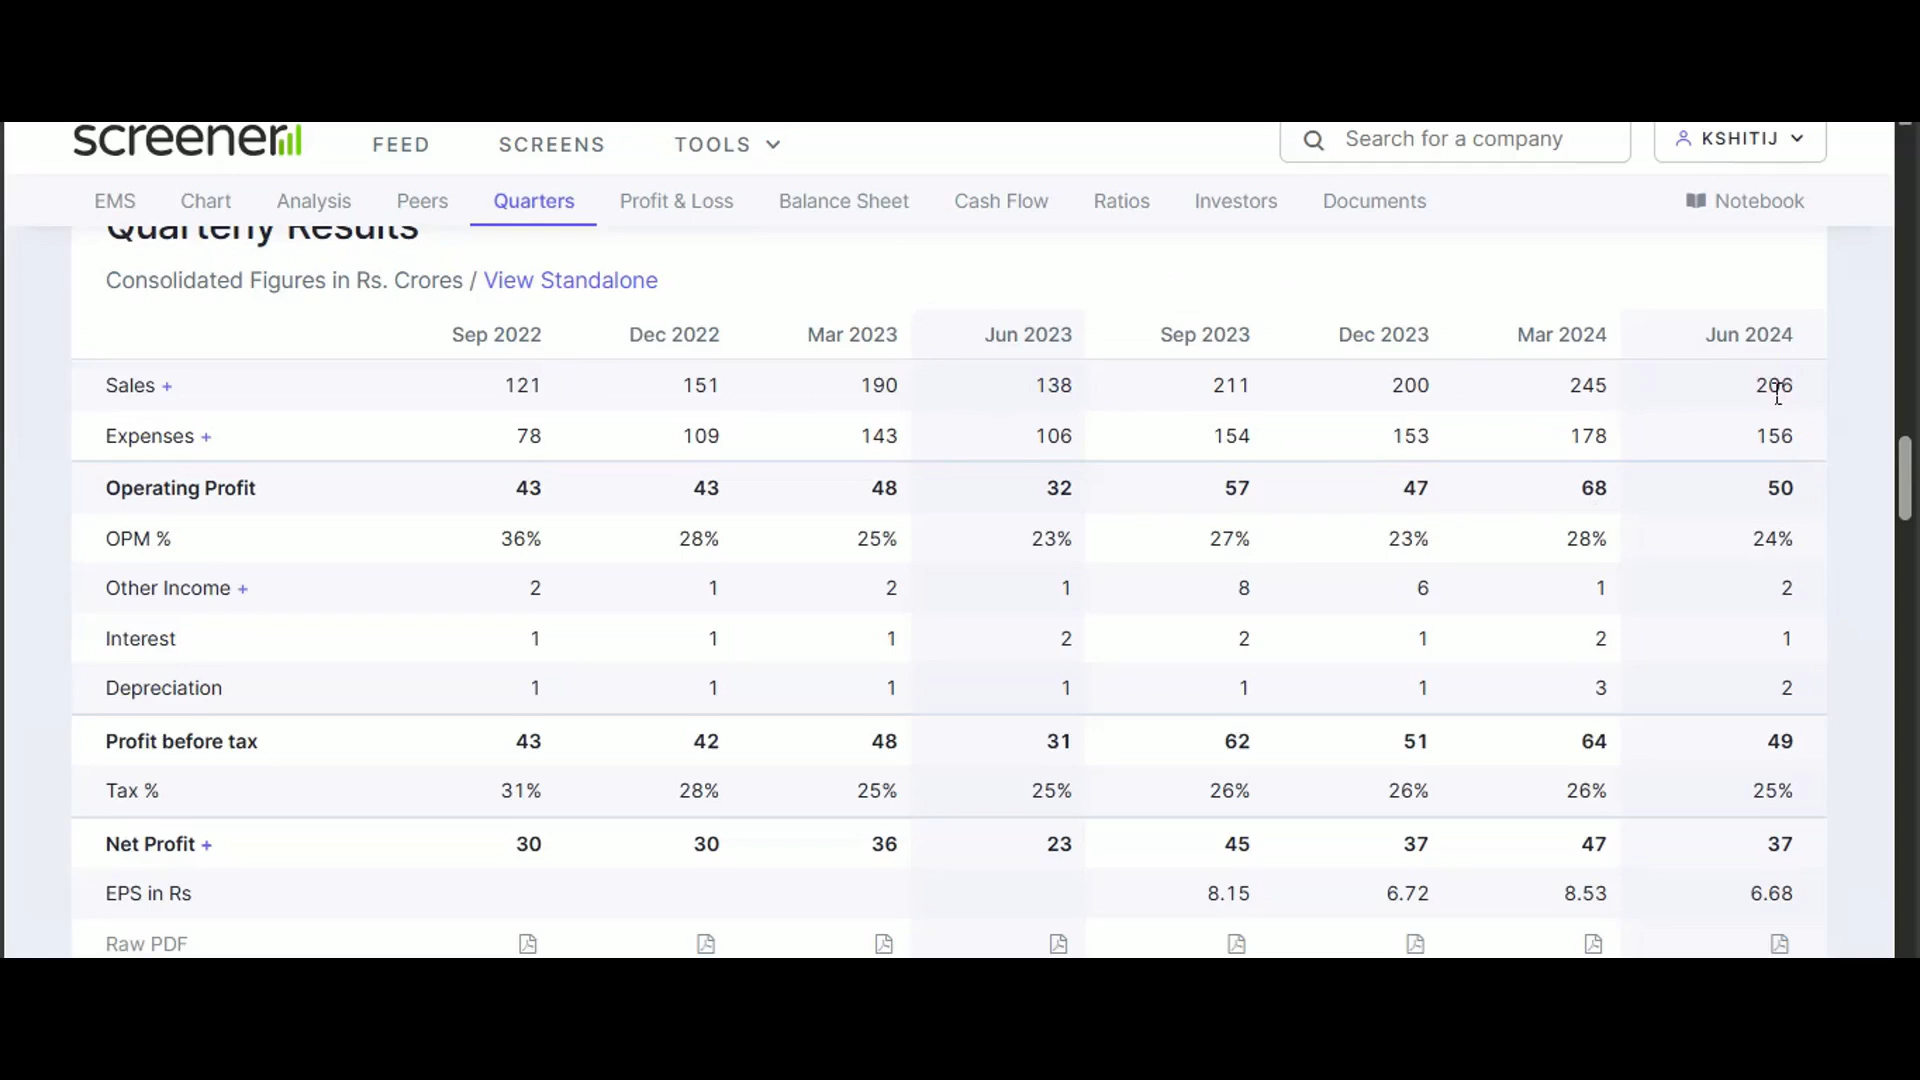 screener FEED SCREENS TOOLS Search for a company KSHITIJ
EMS Chart Analysis Peers Quarters Profit & Loss Balance Sheet Cash Flow Ratios Investors Documents Notebook
Quarterly Results
Consolidated Figures in Rs. Crores / View Standalone
Sep 2022 Dec 2022 Mar 2023 Jun 2023 Sep 2023 Dec 2023 Mar 2024 Jun 2024
Sales + 121 151 190 138 211 200 245 206
Expenses + 78 109 143 106 154 153 178 156
Operating Profit 43 43 48 32 57 47 68 50
OPM % 36% 28% 25% 23% 27% 23% 28% 24%
Other Income + 2 1 2 1 8 6 1 2
Interest 1 1 1 2 2 1 2 1
Depreciation 1 1 1 1 1 1 3 2
Profit before tax 43 42 48 31 62 51 64 49
Tax % 31% 28% 25% 25% 26% 26% 26% 25%
Net Profit + 30 30 36 23 45 37 47 37
EPS in Rs 8.15 6.72 8.53 6.68
Raw PDF